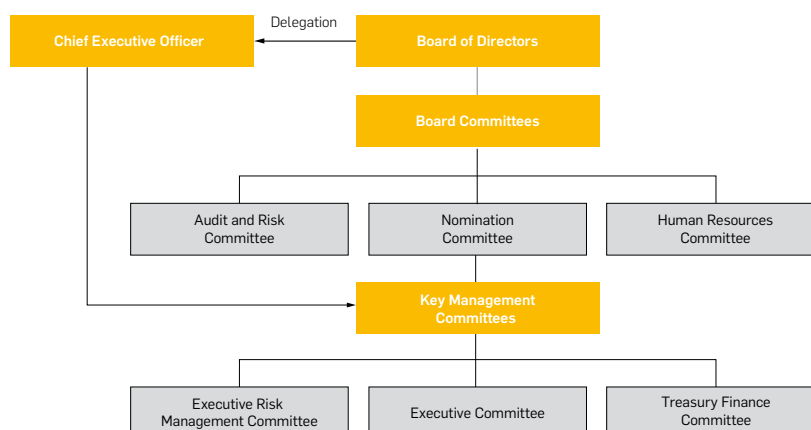 Delegation
Chief Executive Officer
Board of Directors
Board Committees
Audit and Risk
Committee
Nomination
Committee
Human Resources
Committee
Key Management
Committees
Executive Risk
Management Committee
Executive Committee
Treasury Finance
Committee